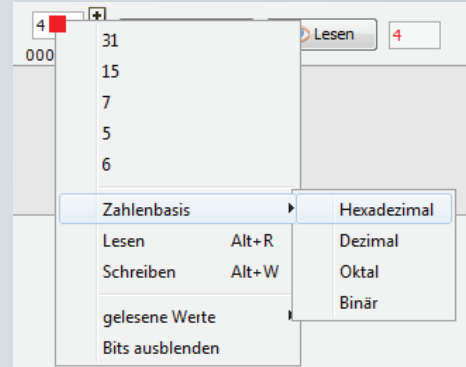 4 Lesen 4
000
31
15
7
5
6
Zahlenbasis Hexadezimal
Lesen Alt+R Dezimal
Schreiben Alt+W Oktal
Binär
gelesene Werte
Bits ausblenden